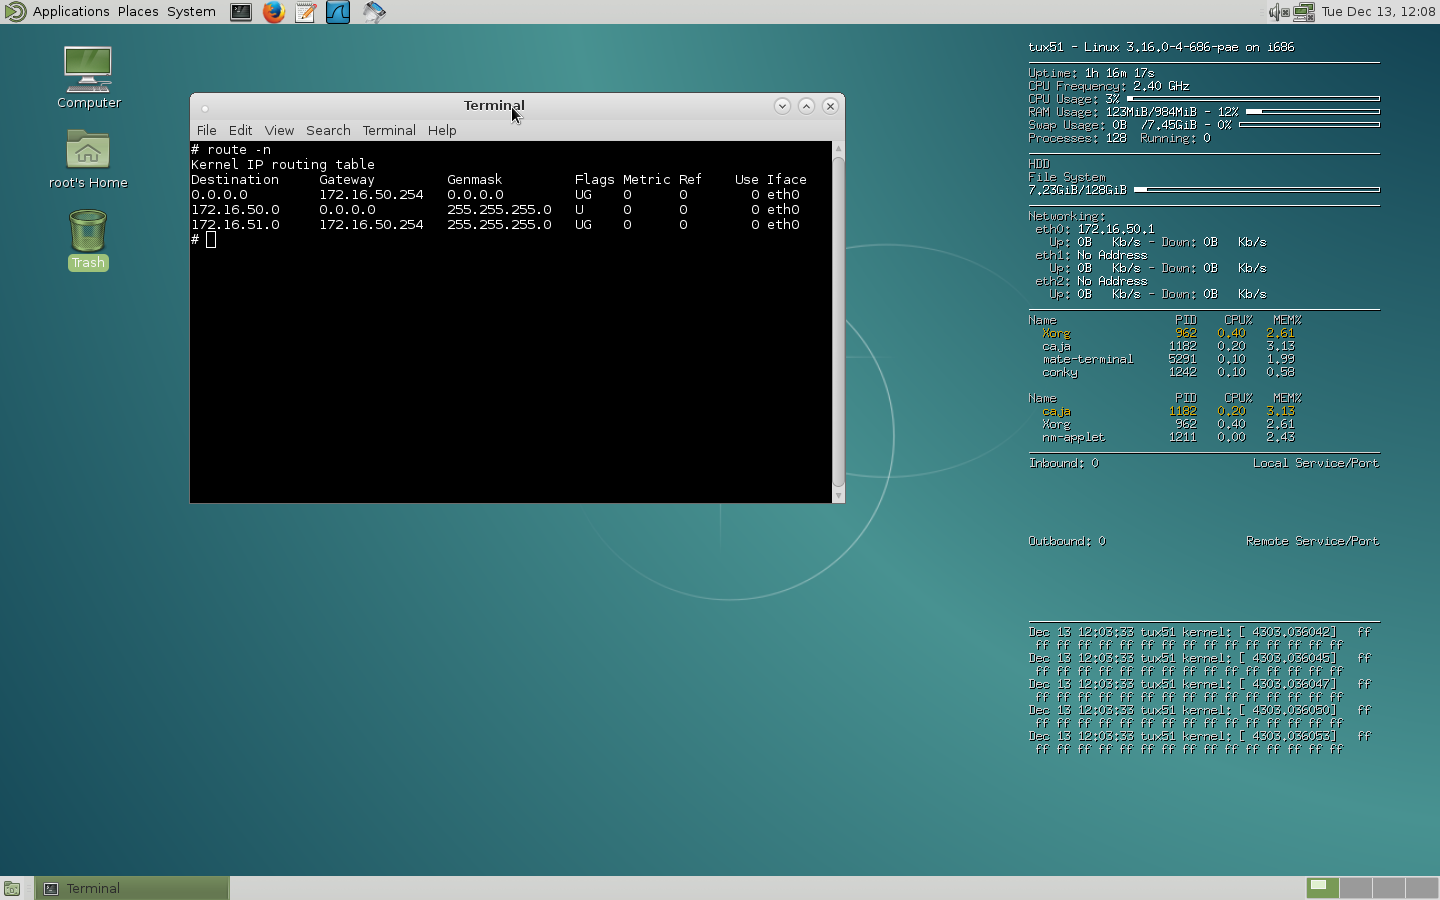 Applications Places System
Tue Dec 13, 12:08
Computer
root's Home
Trash
Terminal
File Edit View Search Terminal Help
# route -n
Kernel IP routing table
Destination Gateway Genmask Flags Metric Ref Use Iface
0.0.0.0 172.16.50.254 0.0.0.0 UG 0 0 0 eth0
172.16.50.0 0.0.0.0 255.255.255.0 U 0 0 0 eth0
172.16.51.0 172.16.50.254 255.255.255.0 UG 0 0 0 eth0
#
tux51 - Linux 3.16.0-4-686-pae on i686
Uptime: 1h 16m 17s
CPU Frequency: 2.40 GHz
CPU Usage: 3%
RAM Usage: 123MiB/984MiB - 12%
Swap Usage: 0B /7.45GiB - 0%
Processes: 128 Running: 0
HDD
File System
7.23GiB/128GiB
Networking:
eth0: 172.16.50.1
Up: 0B Kb/s - Down: 0B Kb/s
eth1: No Address
Up: 0B Kb/s - Down: 0B Kb/s
eth2: No Address
Up: 0B Kb/s - Down: 0B Kb/s
Name PID CPU% MEM%
Xorg 962 0.40 2.61
caja 1182 0.20 3.13
mate-terminal 5291 0.10 1.99
conky 1242 0.10 0.58
Name PID CPU% MEM%
caja 1182 0.20 3.13
Xorg 962 0.40 2.61
nm-applet 1211 0.00 2.43
Inbound: 0 Local Service/Port
Outbound: 0 Remote Service/Port
Dec 13 12:03:33 tux51 kernel: [ 4303.036042] ff
ff ff ff ff ff ff ff ff ff ff ff ff ff ff ff
Dec 13 12:03:33 tux51 kernel: [ 4303.036045] ff
ff ff ff ff ff ff ff ff ff ff ff ff ff ff ff
Dec 13 12:03:33 tux51 kernel: [ 4303.036047] ff
ff ff ff ff ff ff ff ff ff ff ff ff ff ff ff
Dec 13 12:03:33 tux51 kernel: [ 4303.036050] ff
ff ff ff ff ff ff ff ff ff ff ff ff ff ff ff
Dec 13 12:03:33 tux51 kernel: [ 4303.036053] ff
ff ff ff ff ff ff ff ff ff ff ff ff ff ff ff
Terminal